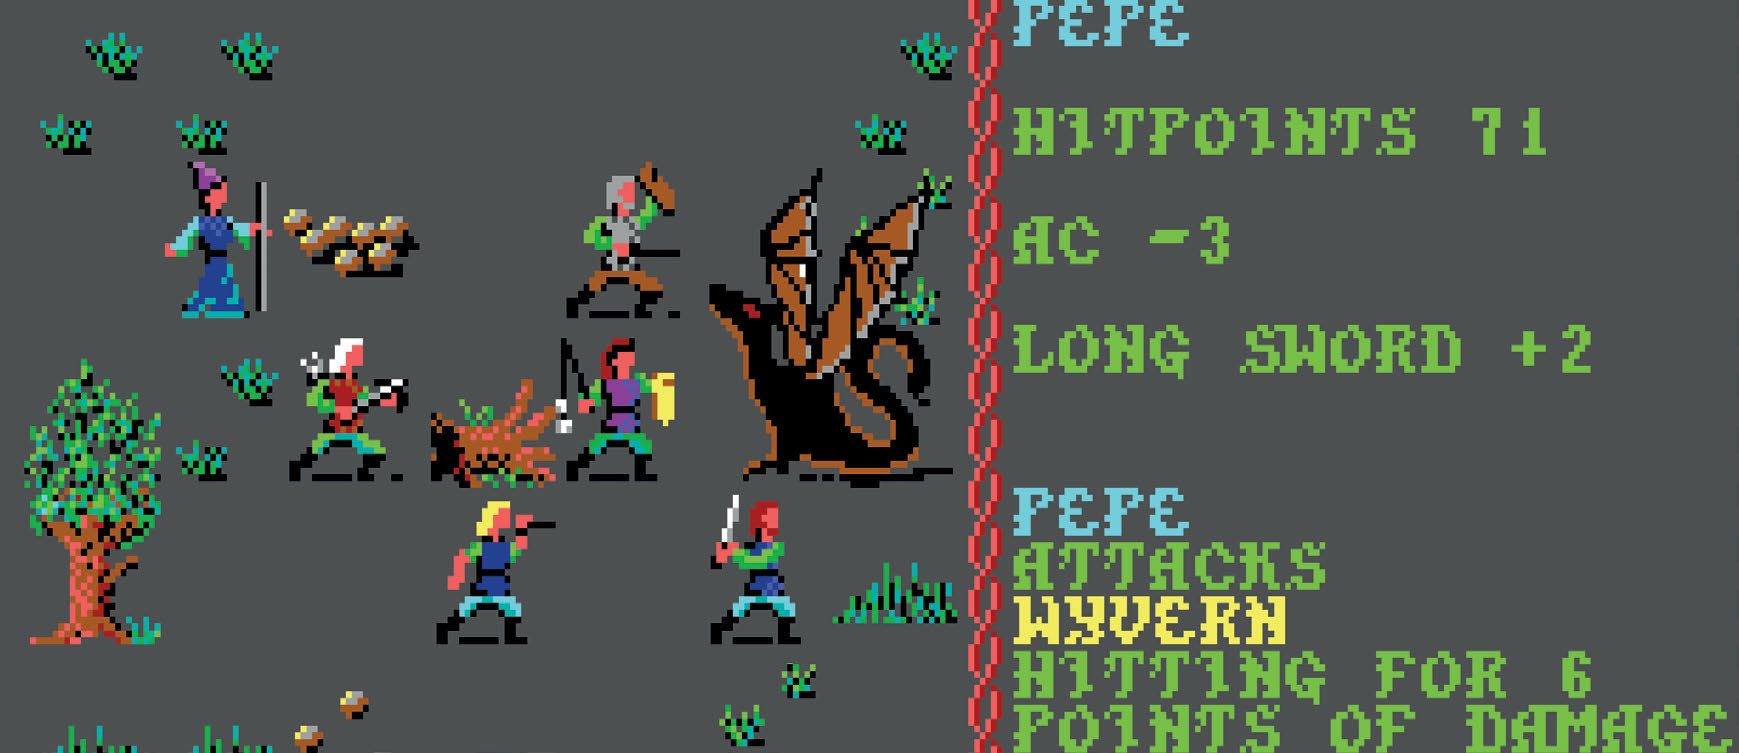 PEPE
HITPOINTS 71
AC -3
LONG SWORD +2
PEPE
ATTACKS
WYVERN
HITTING FOR 6
POINTS OF DAMAGE